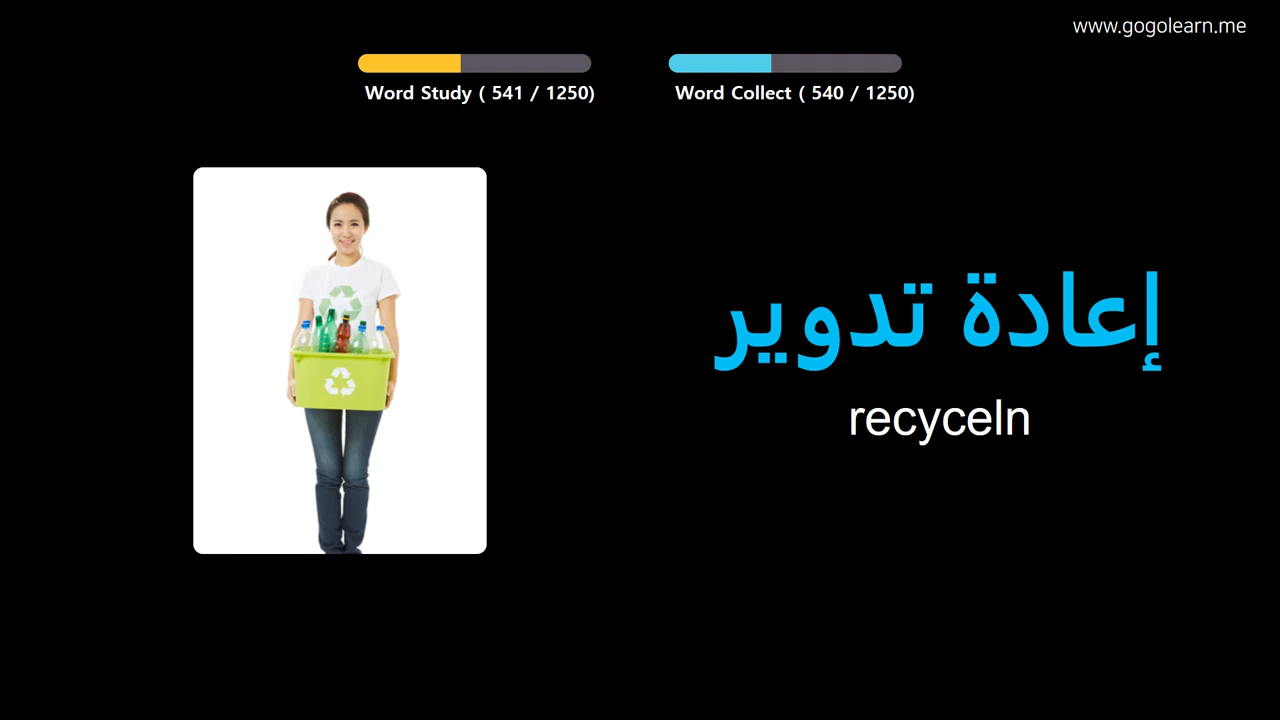 www.gogolearn.me
Word Study ( 541 / 1250)
Word Collect ( 540 / 1250)
إعادة تدوير
recyceln